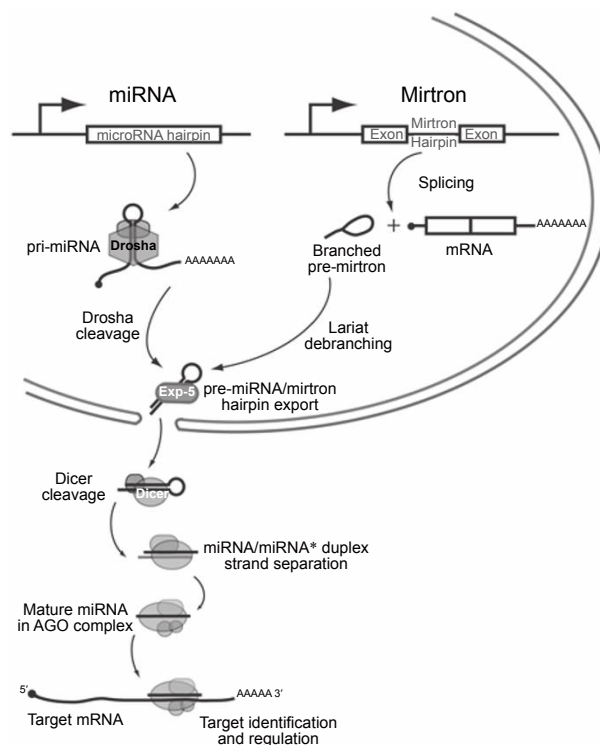 miRNA
Mirtron
microRNA hairpin
Exon
Mirtron
Hairpin
Exon
Splicing
pri-miRNA
Drosha
AAAAAAA
Branched
pre-mirtron
+
mRNA
AAAAAAA
Drosha
cleavage
Lariat
debranching
Exp-5
pre-miRNA/mirtron
hairpin export
Dicer
cleavage
Dicer
miRNA/miRNA* duplex
strand separation
Mature miRNA
in AGO complex
5′
AAAAA 3′
Target mRNA
Target identification
and regulation